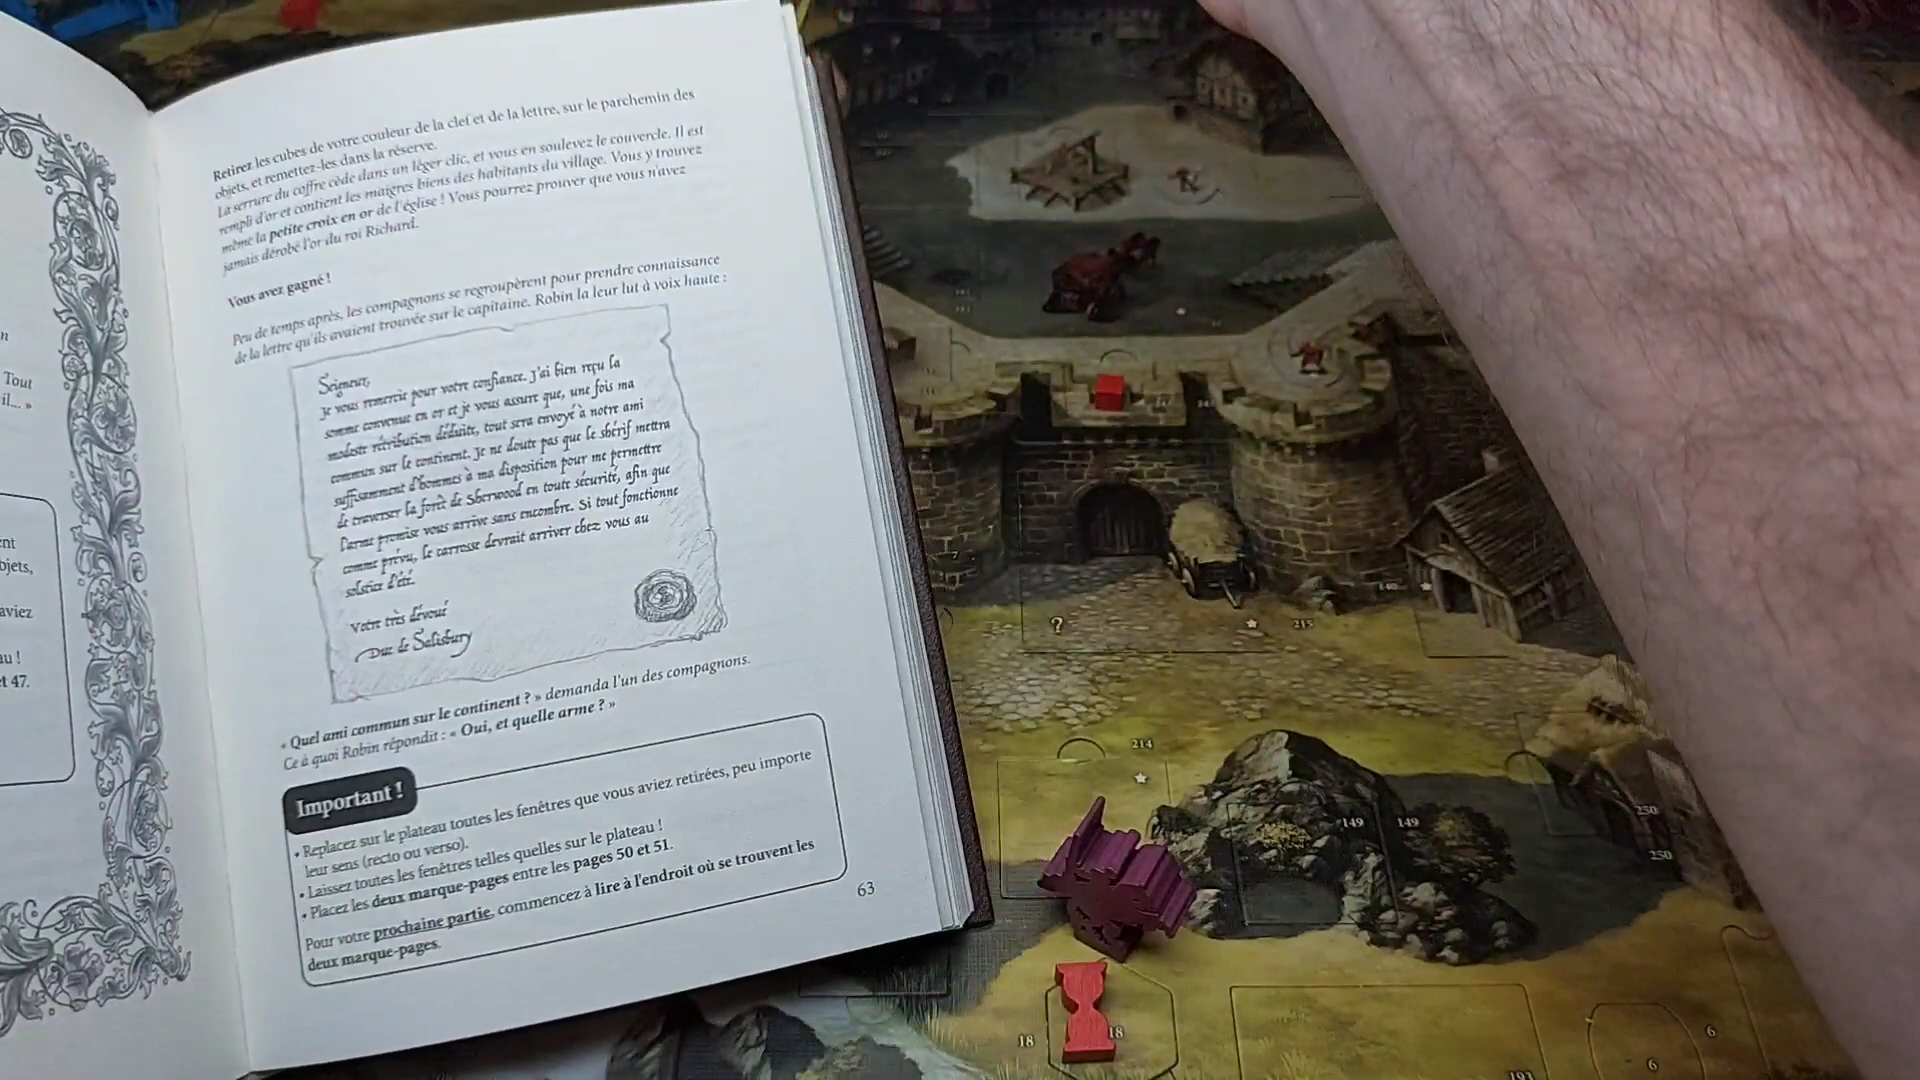 n
Tout
il... »
ent
bjets,
aviez
au !
et 47.
Retirez les cubes de votre couleur de la clef et de la lettre, sur le parchemin des
objets, et remettez-les dans la réserve.
La serrure du coffre cède dans un léger clic, et vous en soulevez le couvercle. Il est
rempli d'or et contient les maigres biens des habitants du village. Vous y trouvez
même la petite croix en or de l'église ! Vous pourrez prouver que vous n'avez
jamais dérobé l'or du roi Richard.
Vous avez gagné !
Peu de temps après, les compagnons se regroupèrent pour prendre connaissance
de la lettre qu'ils avaient trouvée sur le capitaine. Robin la leur lut à voix haute :
Seigneur,
Je vous remercie pour votre confiance. J'ai bien reçu la
somme convenue en or et je vous assure que, une fois ma
modeste rétribution déduite, tout sera envoyé à notre ami
commun sur le continent. Je ne doute pas que le shérif mettra
suffisamment d'hommes à ma disposition pour me permettre
de traverser la forêt de Sherwood en toute sécurité, afin que
l'arme promise vous arrive sans encombre. Si tout fonctionne
comme prévu, le carrosse devrait arriver chez vous au
solstice d'été.
Votre très dévoué
Duc de Salisbury
« Quel ami commun sur le continent ? » demanda l'un des compagnons.
Ce à quoi Robin répondit : « Oui, et quelle arme ? »
Important !
• Replacez sur le plateau toutes les fenêtres que vous aviez retirées, peu importe
leur sens (recto ou verso).
• Laissez toutes les fenêtres telles quelles sur le plateau !
• Placez les deux marque-pages entre les pages 50 et 51.
Pour votre prochaine partie, commencez à lire à l'endroit où se trouvent les
deux marque-pages.
63
?
215
214
149
149
250
250
18
18
6
6
193